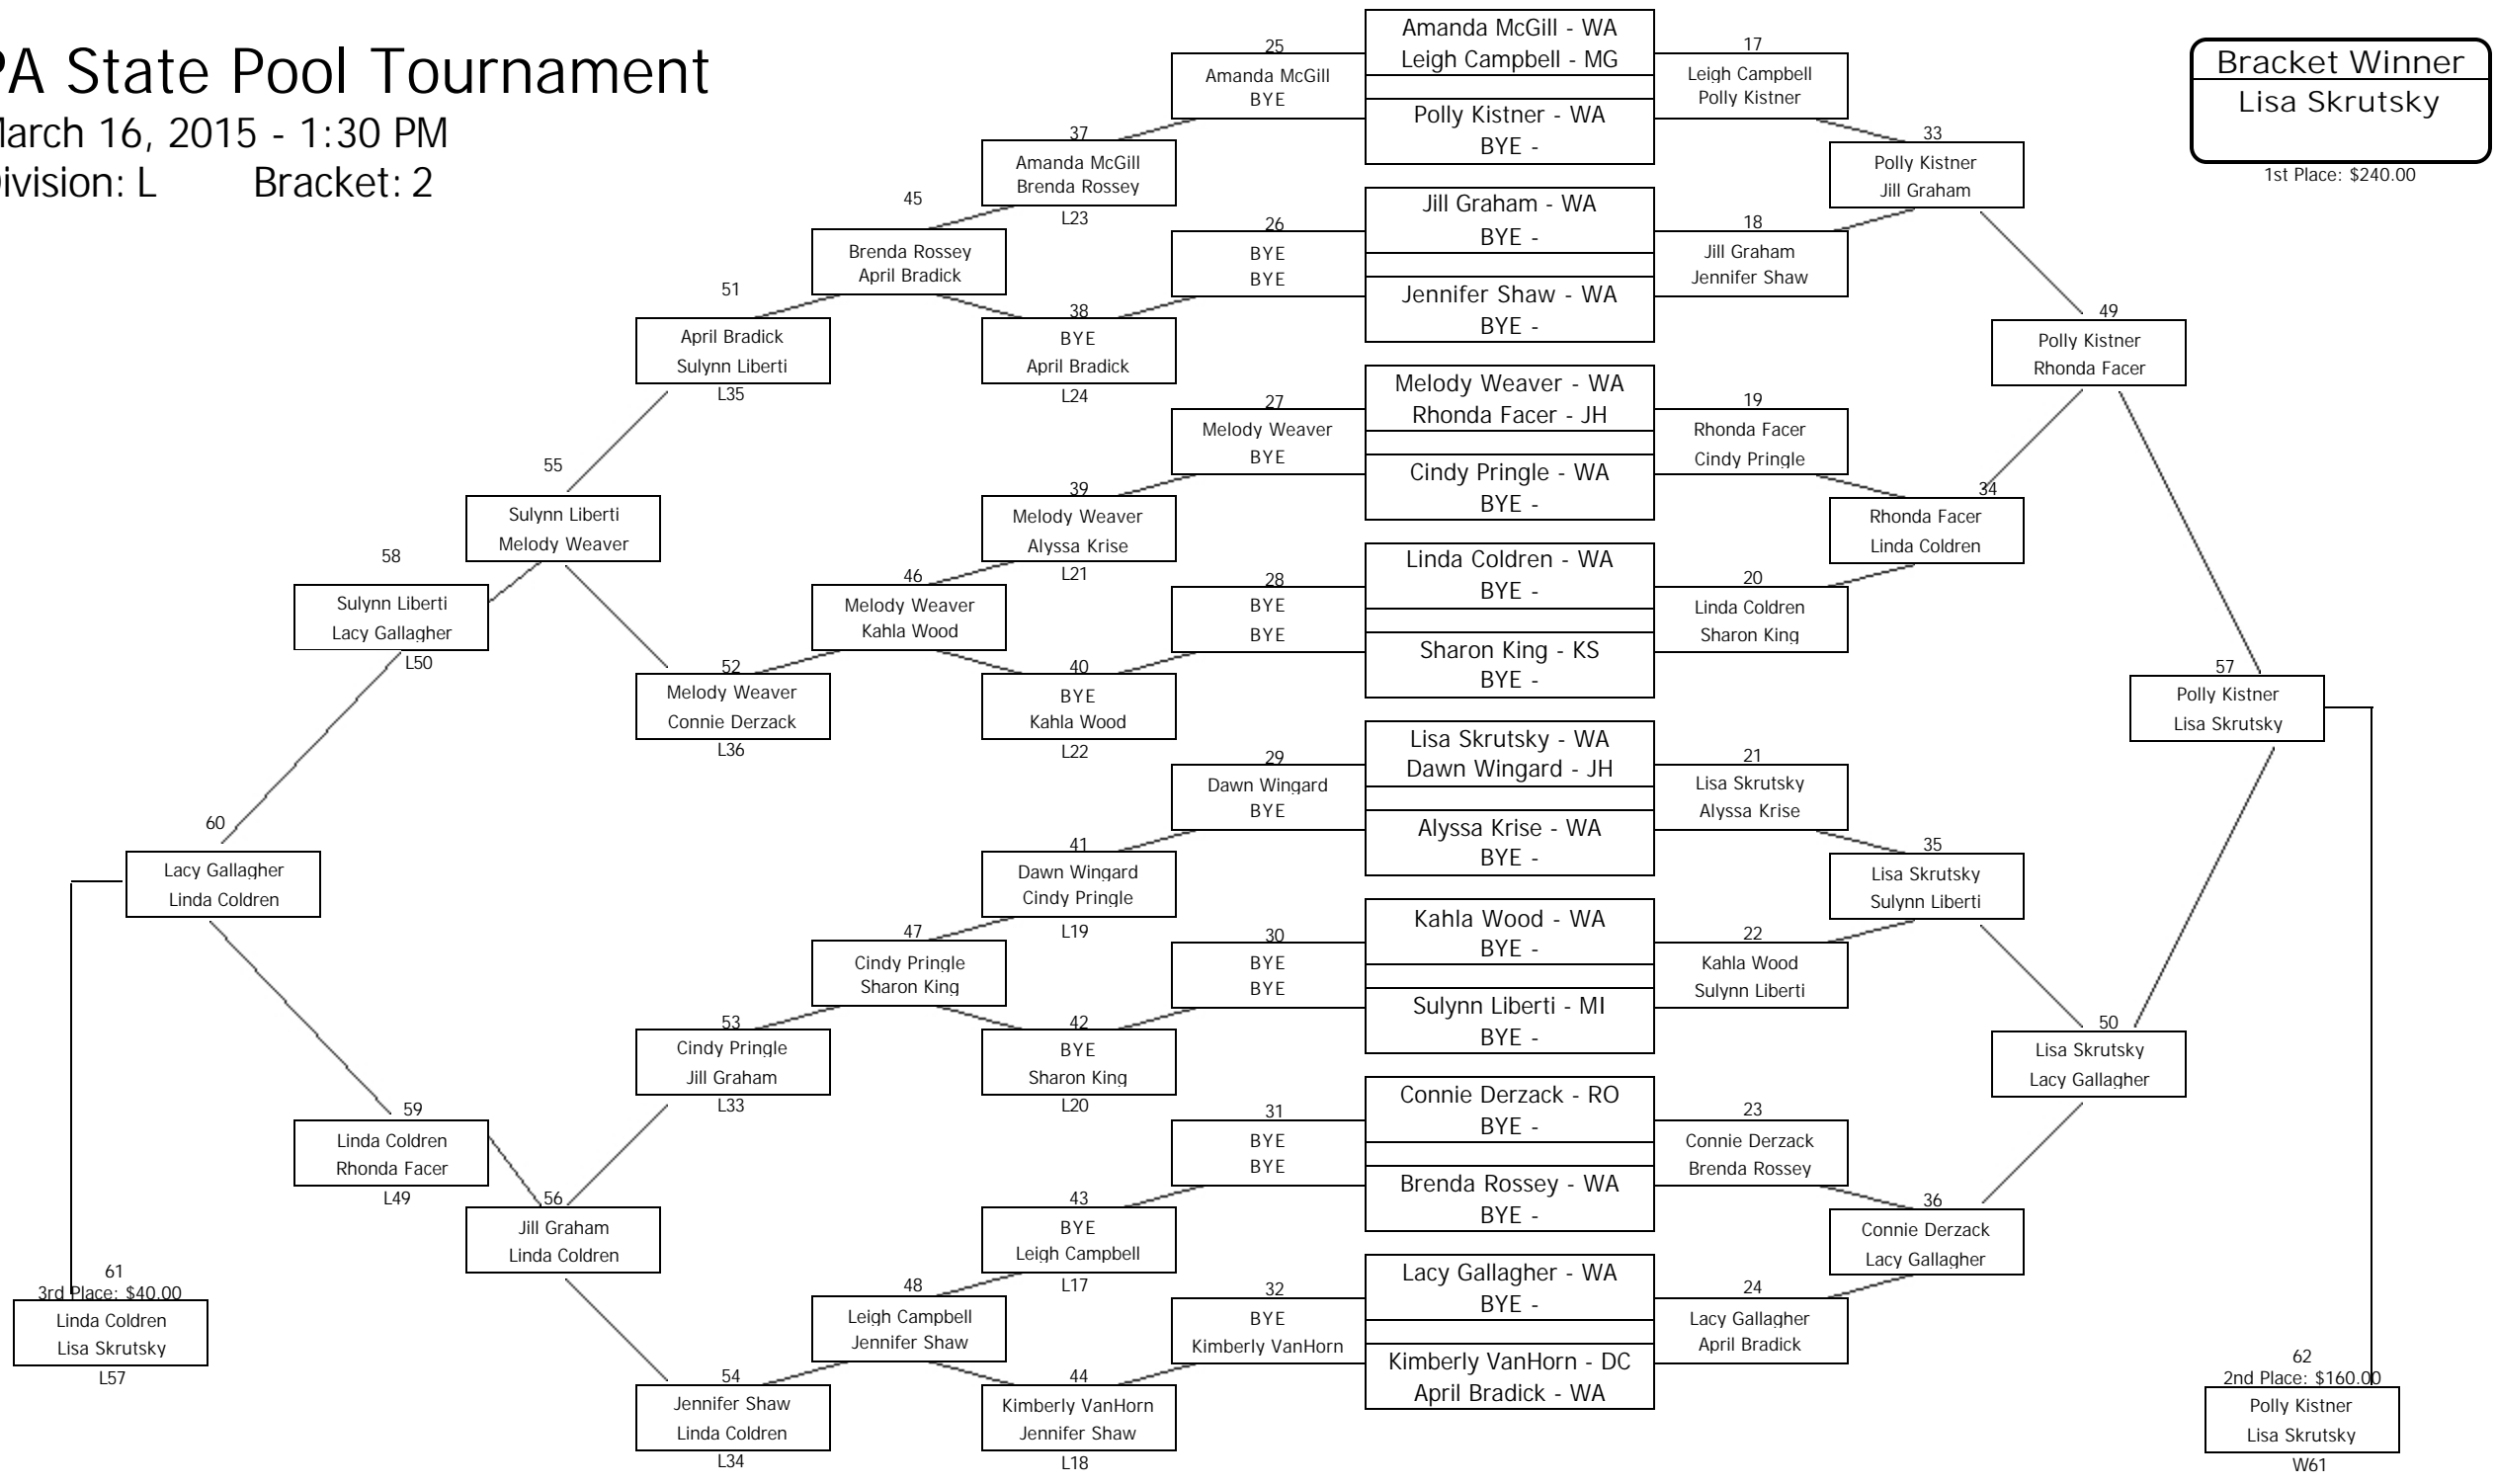 PA State Pool Tournament
March 16, 2015 - 1:30 PM
Division: L Bracket: 2
Bracket Winner
Lisa Skrutsky
1st Place: $240.00
Amanda McGill - WA
Leigh Campbell - MG
Polly Kistner - WA
BYE -
Jill Graham - WA
BYE -
Jennifer Shaw - WA
BYE -
Melody Weaver - WA
Rhonda Facer - JH
Cindy Pringle - WA
BYE -
Linda Coldren - WA
BYE -
Sharon King - KS
BYE -
Lisa Skrutsky - WA
Dawn Wingard - JH
Alyssa Krise - WA
BYE -
Kahla Wood - WA
BYE -
Sulynn Liberti - MI
BYE -
Connie Derzack - RO
BYE -
Brenda Rossey - WA
BYE -
Lacy Gallagher - WA
BYE -
Kimberly VanHorn - DC
April Bradick - WA
17
Leigh Campbell
Polly Kistner
18
Jill Graham
Jennifer Shaw
19
Rhonda Facer
Cindy Pringle
20
Linda Coldren
Sharon King
21
Lisa Skrutsky
Alyssa Krise
22
Kahla Wood
Sulynn Liberti
23
Connie Derzack
Brenda Rossey
24
Lacy Gallagher
April Bradick
33
Polly Kistner
Jill Graham
34
Rhonda Facer
Linda Coldren
35
Lisa Skrutsky
Sulynn Liberti
36
Connie Derzack
Lacy Gallagher
49
Polly Kistner
Rhonda Facer
50
Lisa Skrutsky
Lacy Gallagher
57
Polly Kistner
Lisa Skrutsky
62
2nd Place: $160.00
Polly Kistner
Lisa Skrutsky
W61
25
Amanda McGill
BYE
26
BYE
BYE
27
Melody Weaver
BYE
28
BYE
BYE
29
Dawn Wingard
BYE
30
BYE
BYE
31
BYE
BYE
32
BYE
Kimberly VanHorn
37
Amanda McGill
Brenda Rossey
L23
38
BYE
April Bradick
L24
39
Melody Weaver
Alyssa Krise
L21
40
BYE
Kahla Wood
L22
41
Dawn Wingard
Cindy Pringle
L19
42
BYE
Sharon King
L20
43
BYE
Leigh Campbell
L17
44
Kimberly VanHorn
Jennifer Shaw
L18
45
Brenda Rossey
April Bradick
46
Melody Weaver
Kahla Wood
47
Cindy Pringle
Sharon King
48
Leigh Campbell
Jennifer Shaw
51
April Bradick
Sulynn Liberti
L35
52
Melody Weaver
Connie Derzack
L36
53
Cindy Pringle
Jill Graham
L33
54
Jennifer Shaw
Linda Coldren
L34
55
Sulynn Liberti
Melody Weaver
56
Jill Graham
Linda Coldren
58
Sulynn Liberti
Lacy Gallagher
L50
59
Linda Coldren
Rhonda Facer
L49
60
Lacy Gallagher
Linda Coldren
61
3rd Place: $40.00
Linda Coldren
Lisa Skrutsky
L57